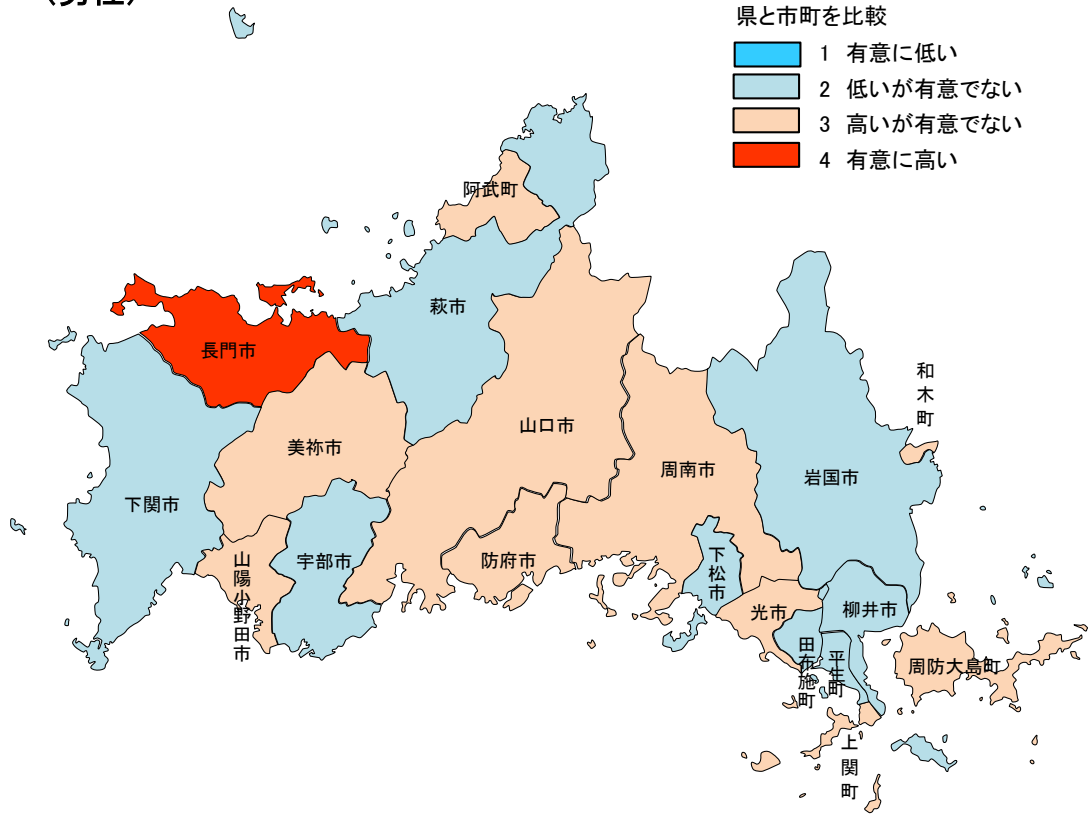 （男性）
県と市町を比較
1 有意に低い
2 低いが有意でない
3 高いが有意でない
4 有意に高い
阿武町
萩市
長門市
和木町
山口市
美祢市
周南市
岩国市
下関市
宇部市
防府市
山陽小野田市
下松市
光市
柳井市
田布施町
平生町
周防大島町
上関町